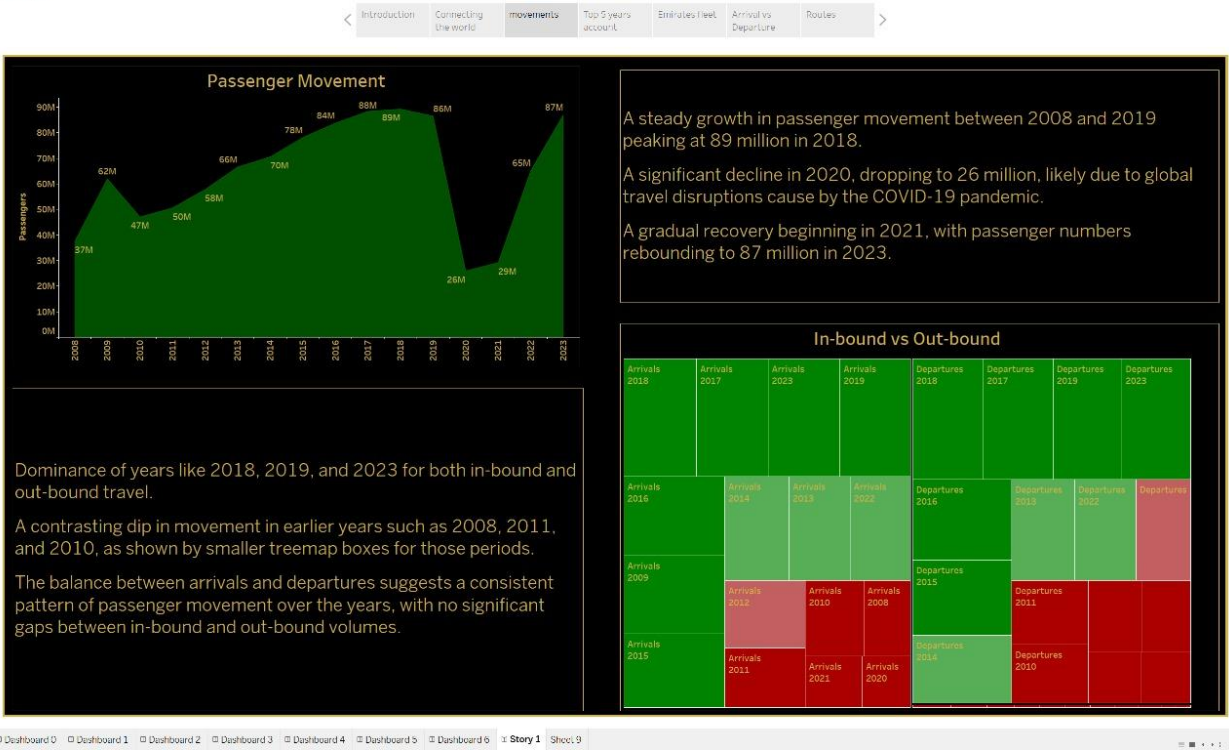 Introduction
Connecting
the world
movements
Top 5 years
account
Emirates Fleet
Arrival vs
Departure
Routes
Passenger Movement
Passengers
90M
80M
70M
60M
50M
40M
30M
20M
10M
0M
37M
62M
47M
50M
58M
66M
70M
78M
84M
88M
89M
86M
26M
29M
65M
87M
2008
2009
2010
2011
2012
2013
2014
2015
2016
2017
2018
2019
2020
2021
2022
2023
A steady growth in passenger movement between 2008 and 2019
peaking at 89 million in 2018.
A significant decline in 2020, dropping to 26 million, likely due to global
travel disruptions cause by the COVID-19 pandemic.
A gradual recovery beginning in 2021, with passenger numbers
rebounding to 87 million in 2023.
Dominance of years like 2018, 2019, and 2023 for both in-bound and
out-bound travel.
A contrasting dip in movement in earlier years such as 2008, 2011,
and 2010, as shown by smaller treemap boxes for those periods.
The balance between arrivals and departures suggests a consistent
pattern of passenger movement over the years, with no significant
gaps between in-bound and out-bound volumes.
In-bound vs Out-bound
Arrivals
2018
Arrivals
2017
Arrivals
2023
Arrivals
2019
Arrivals
2016
Arrivals
2014
Arrivals
2013
Arrivals
2022
Arrivals
2009
Arrivals
2012
Arrivals
2010
Arrivals
2008
Arrivals
2015
Arrivals
2011
Arrivals
2021
Arrivals
2020
Departures
2018
Departures
2017
Departures
2019
Departures
2023
Departures
2016
Departures
2013
Departures
2022
Departures
Departures
2015
Departures
2011
Departures
2014
Departures
2010
Dashboard 0
Dashboard 1
Dashboard 2
Dashboard 3
Dashboard 4
Dashboard 5
Dashboard 6
Story 1
Sheet 9